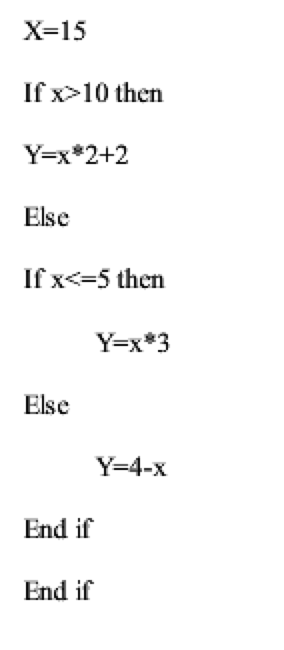 X=15
If x>10 then
Y=x*2+2
Else
If x<=5 then
Y=x*3
Else
Y=4-x
End if
End if